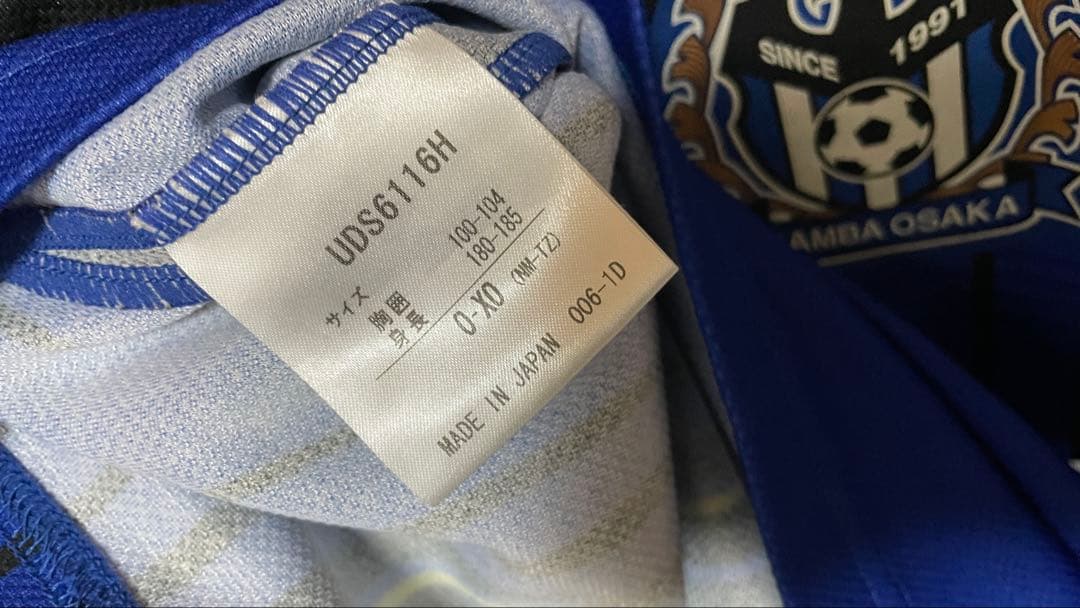 UDS6116H
サイズ
胸囲 100-104
身長 180-185
O-XO (NM-TZ)
MADE IN JAPAN 006-1D
SINCE 1991
AMBA OSAKA